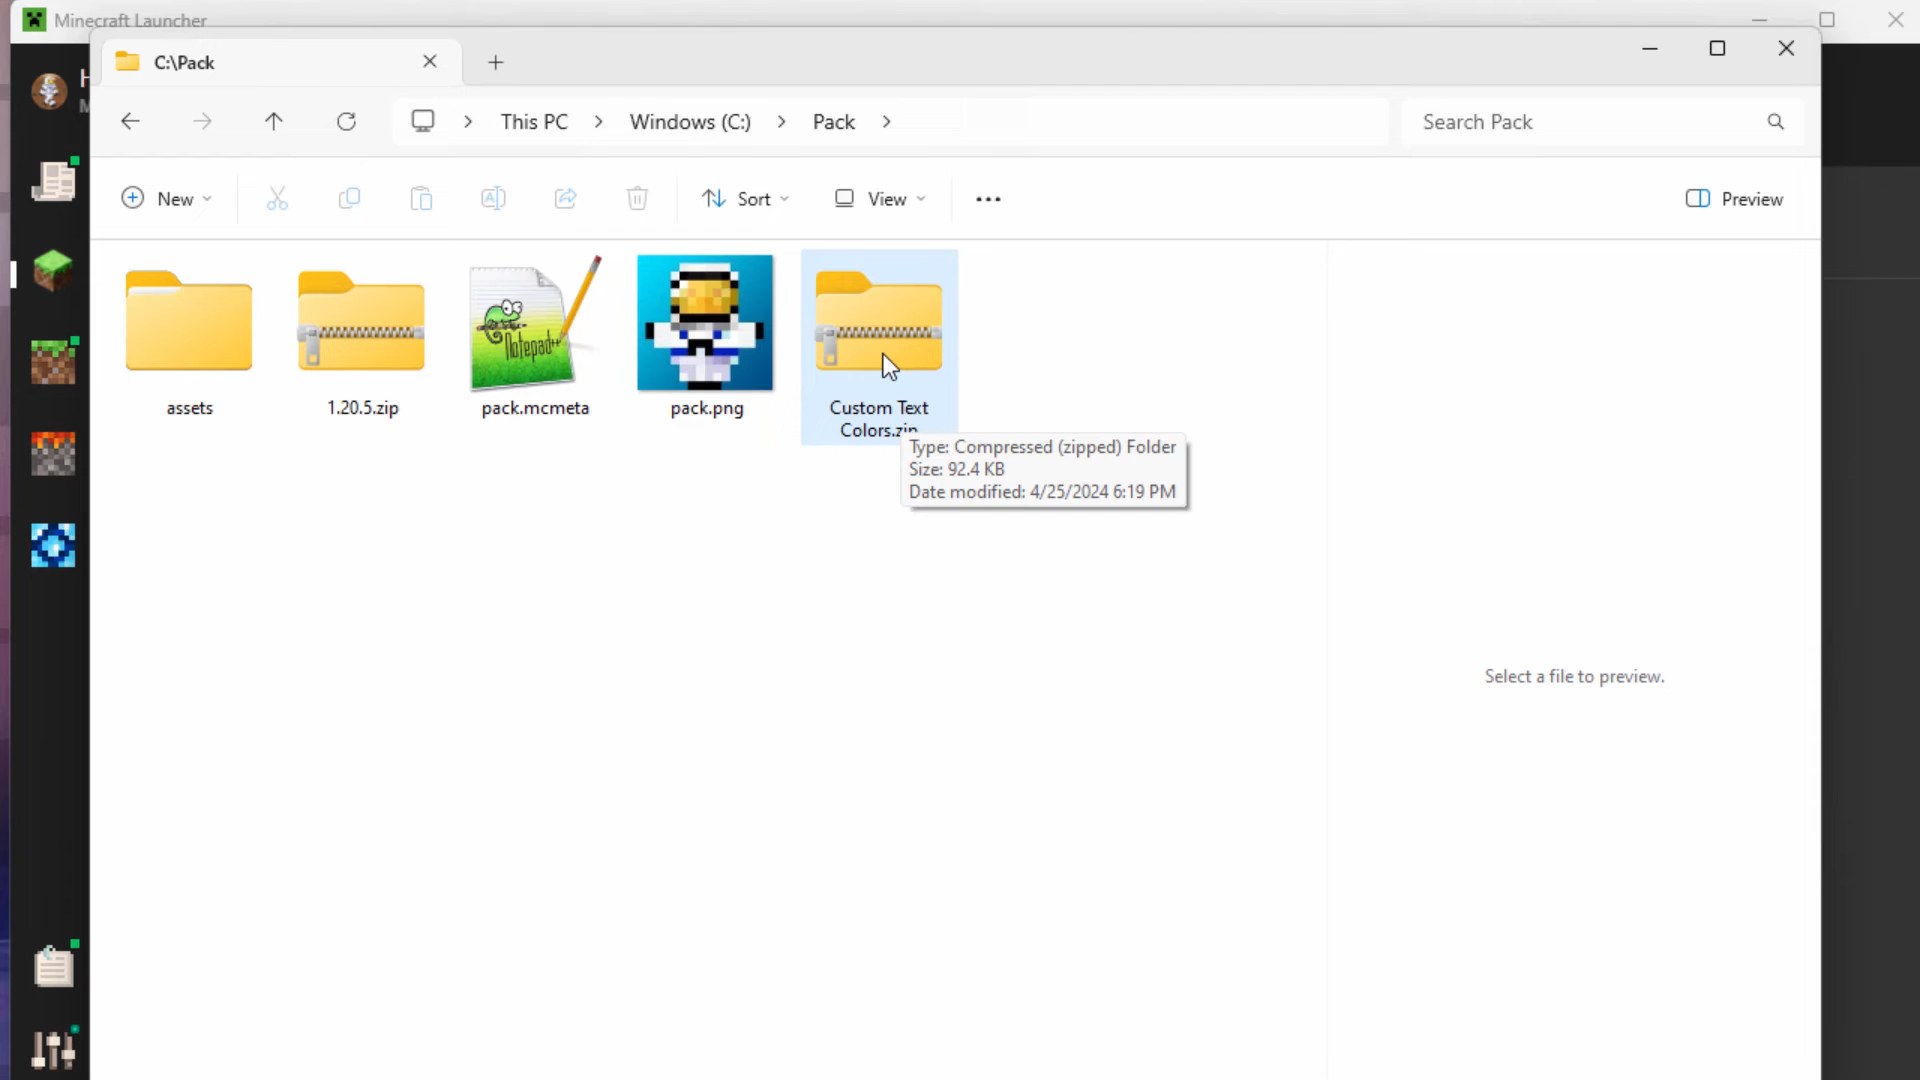 Minecraft Launcher
C:\Pack
H
M
This PC
Windows (C:)
Pack
Search Pack
New
Sort
View
Preview
Notepad++
assets
1.20.5.zip
pack.mcmeta
pack.png
Custom Text
Colors.zip
Type: Compressed (zipped) Folder
Size: 92.4 KB
Date modified: 4/25/2024 6:19 PM
Select a file to preview.